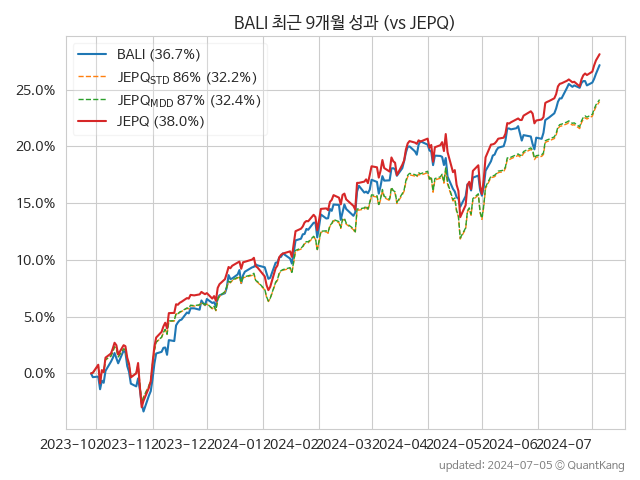 BALI 최근 9개월 성과 (vs JEPQ)
BALI (36.7%)
JEPQSTD 86% (32.2%)
JEPQMDD 87% (32.4%)
JEPQ (38.0%)
25.0%
20.0%
15.0%
10.0%
5.0%
0.0%
2023-10 2023-11 2023-12 2024-01 2024-02 2024-03 2024-04 2024-05 2024-06 2024-07
updated: 2024-07-05 © QuantKang